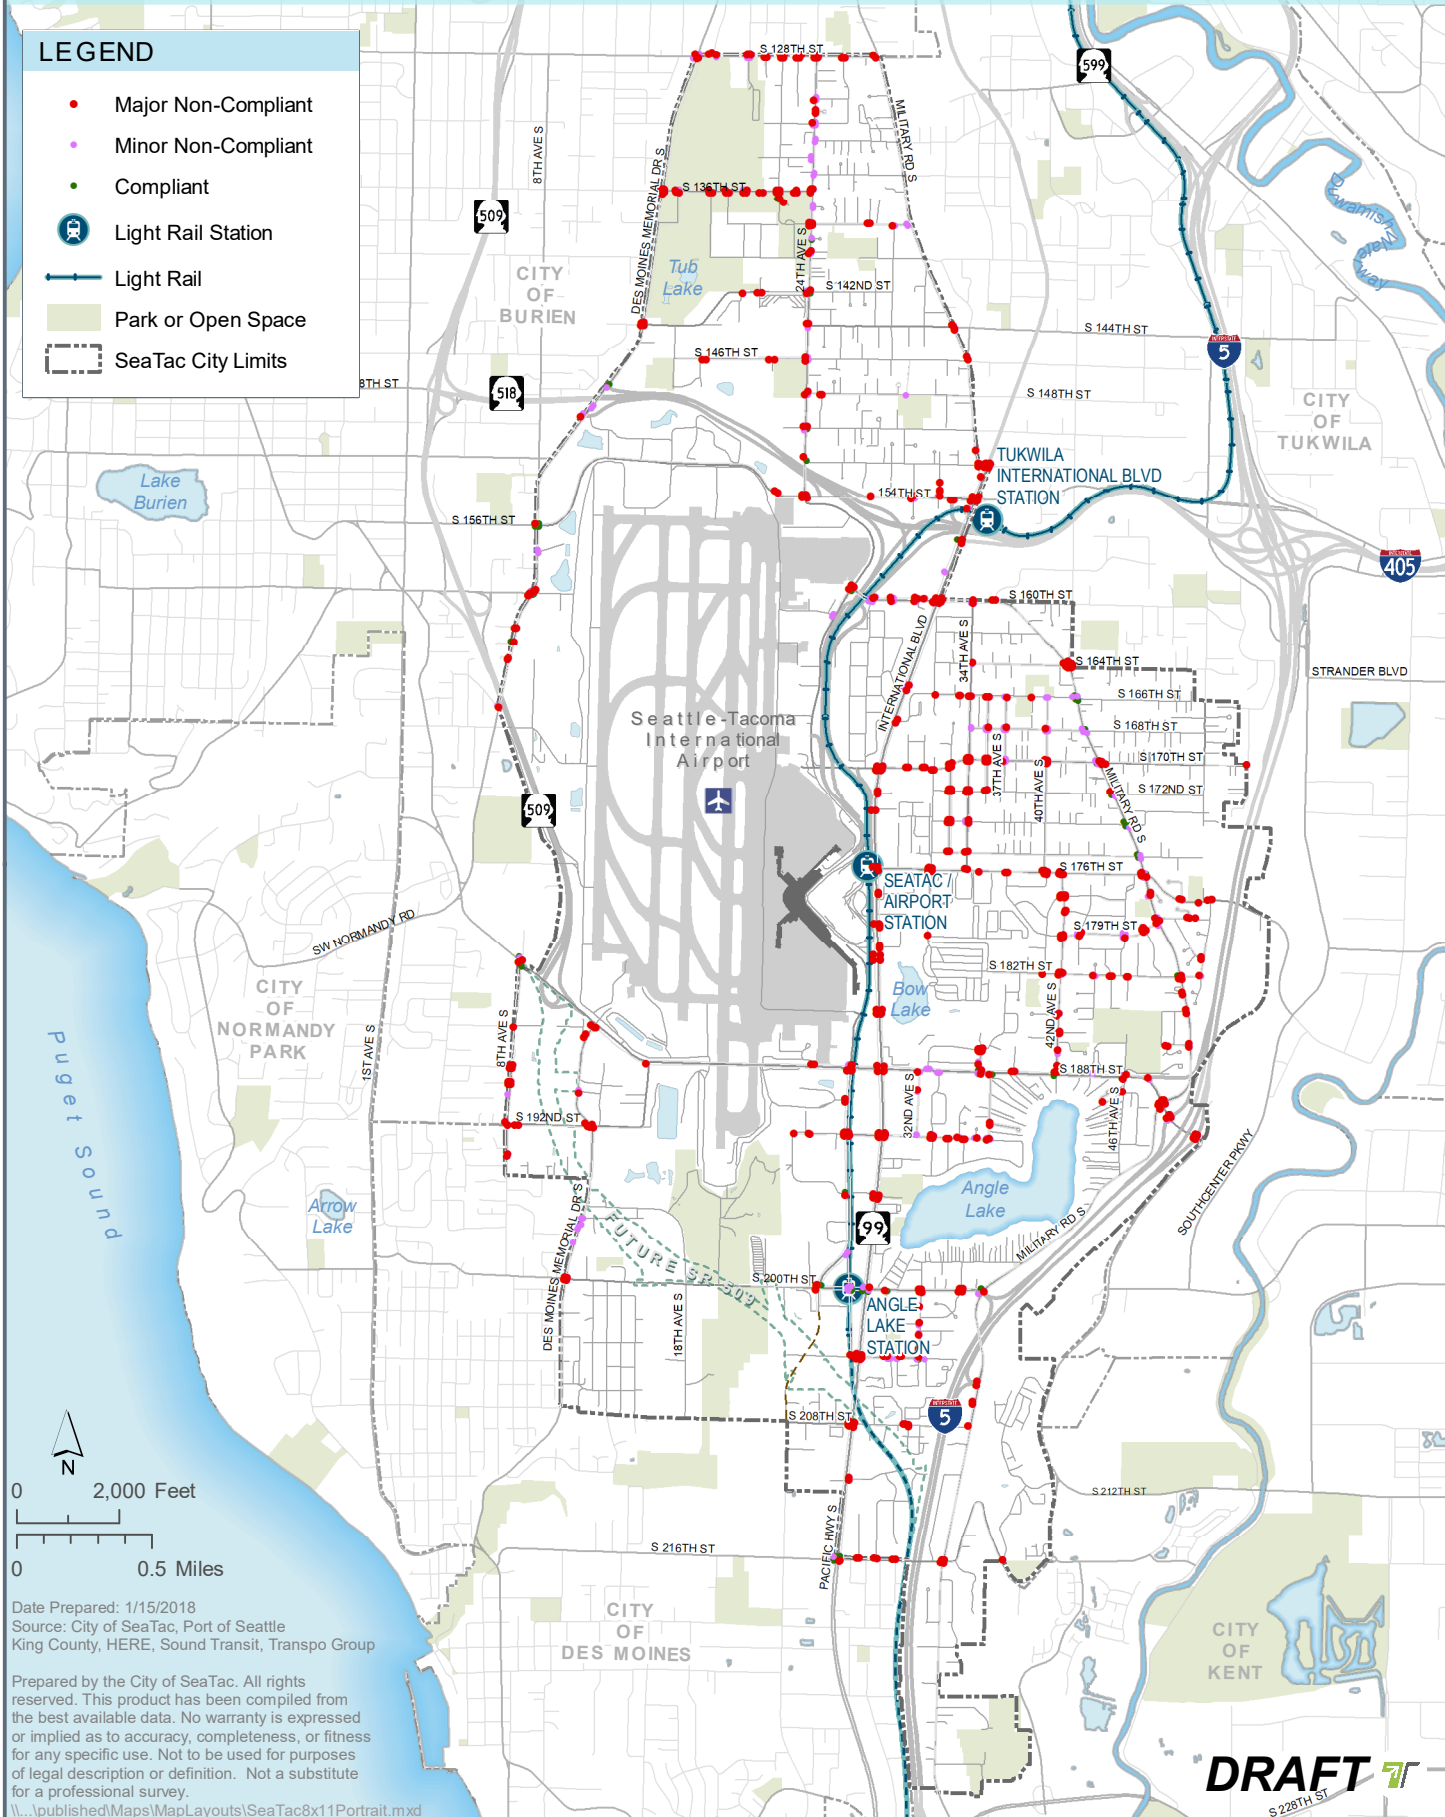 LEGEND
Major Non-Compliant
Minor Non-Compliant
Compliant
Light Rail Station
Light Rail
Park or Open Space
SeaTac City Limits
S 128TH ST
599
MILITARY RD S
8TH AVE S
DES MOINES MEMORIAL DR S
S 136TH ST
509
24TH AVE S
Duwamish Waterway
CITY
OF
BURIEN
Tub
Lake
S 142ND ST
S 144TH ST
INTERSTATE
5
S 146TH ST
8TH ST
518
S 148TH ST
CITY
OF
TUKWILA
TUKWILA
INTERNATIONAL BLVD
STATION
Lake
Burien
154TH ST
S 156TH ST
INTERSTATE
405
S 160TH ST
INTERNATIONAL BLVD
34TH AVE S
S 164TH ST
STRANDER BLVD
S 166TH ST
Seattle-Tacoma
International
Airport
S 168TH ST
37TH AVE S
40TH AVE S
S 170TH ST
MILITARY RD S
S 172ND ST
509
S 176TH ST
SEATAC /
AIRPORT
STATION
SW NORMANDY RD
S 179TH ST
S 182TH ST
CITY
OF
NORMANDY
PARK
Bow
Lake
42ND AVE S
8TH AVE S
1ST AVE S
Puget Sound
S 188TH ST
32ND AVE S
46TH AVE S
S 192ND ST
SOUTHCENTER PKWY
Angle
Lake
Arrow
Lake
MILITARY RD S
99
DES MOINES MEMORIAL DR S
FUTURE SR 509
S 200TH ST
ANGLE
LAKE
STATION
18TH AVE S
INTERSTATE
5
S 208TH ST
N
0 2,000 Feet
0 0.5 Miles
S 212TH ST
PACIFIC HWY S
S 216TH ST
CITY
OF
DES MOINES
CITY
OF
KENT
Date Prepared: 1/15/2018
Source: City of SeaTac, Port of Seattle
King County, HERE, Sound Transit, Transpo Group
Prepared by the City of SeaTac. All rights
reserved. This product has been compiled from
the best available data. No warranty is expressed
or implied as to accuracy, completeness, or fitness
for any specific use. Not to be used for purposes
of legal description or definition. Not a substitute
for a professional survey.
\\...\published\Maps\MapLayouts\SeaTac8x11Portrait.mxd
DRAFT
S 228TH ST